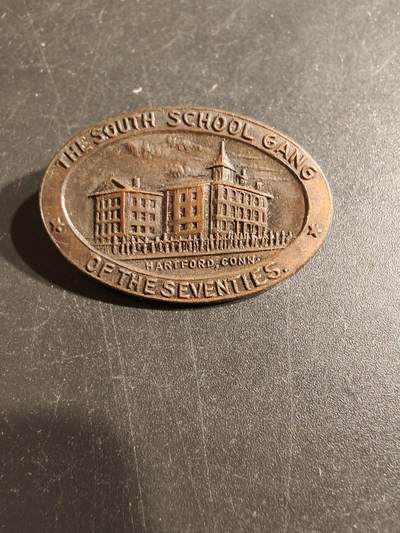 THE SOUTH SCHOOL GANG
HARTFORD, CONN.
OF THE SEVENTIES.